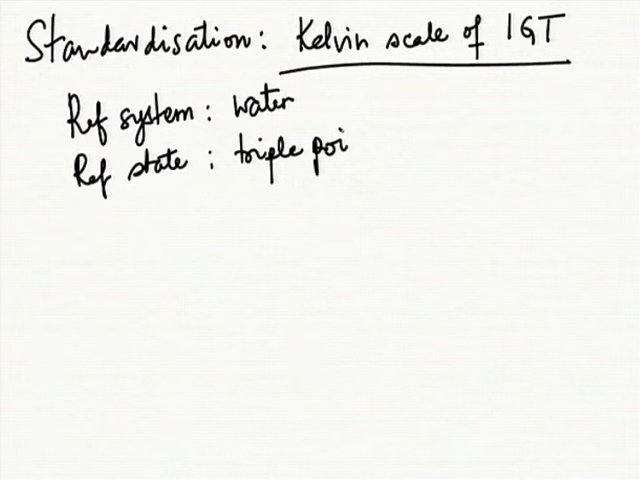 Standardisation: Kelvin scale of IGT
Ref system: water
Ref state: triple poi